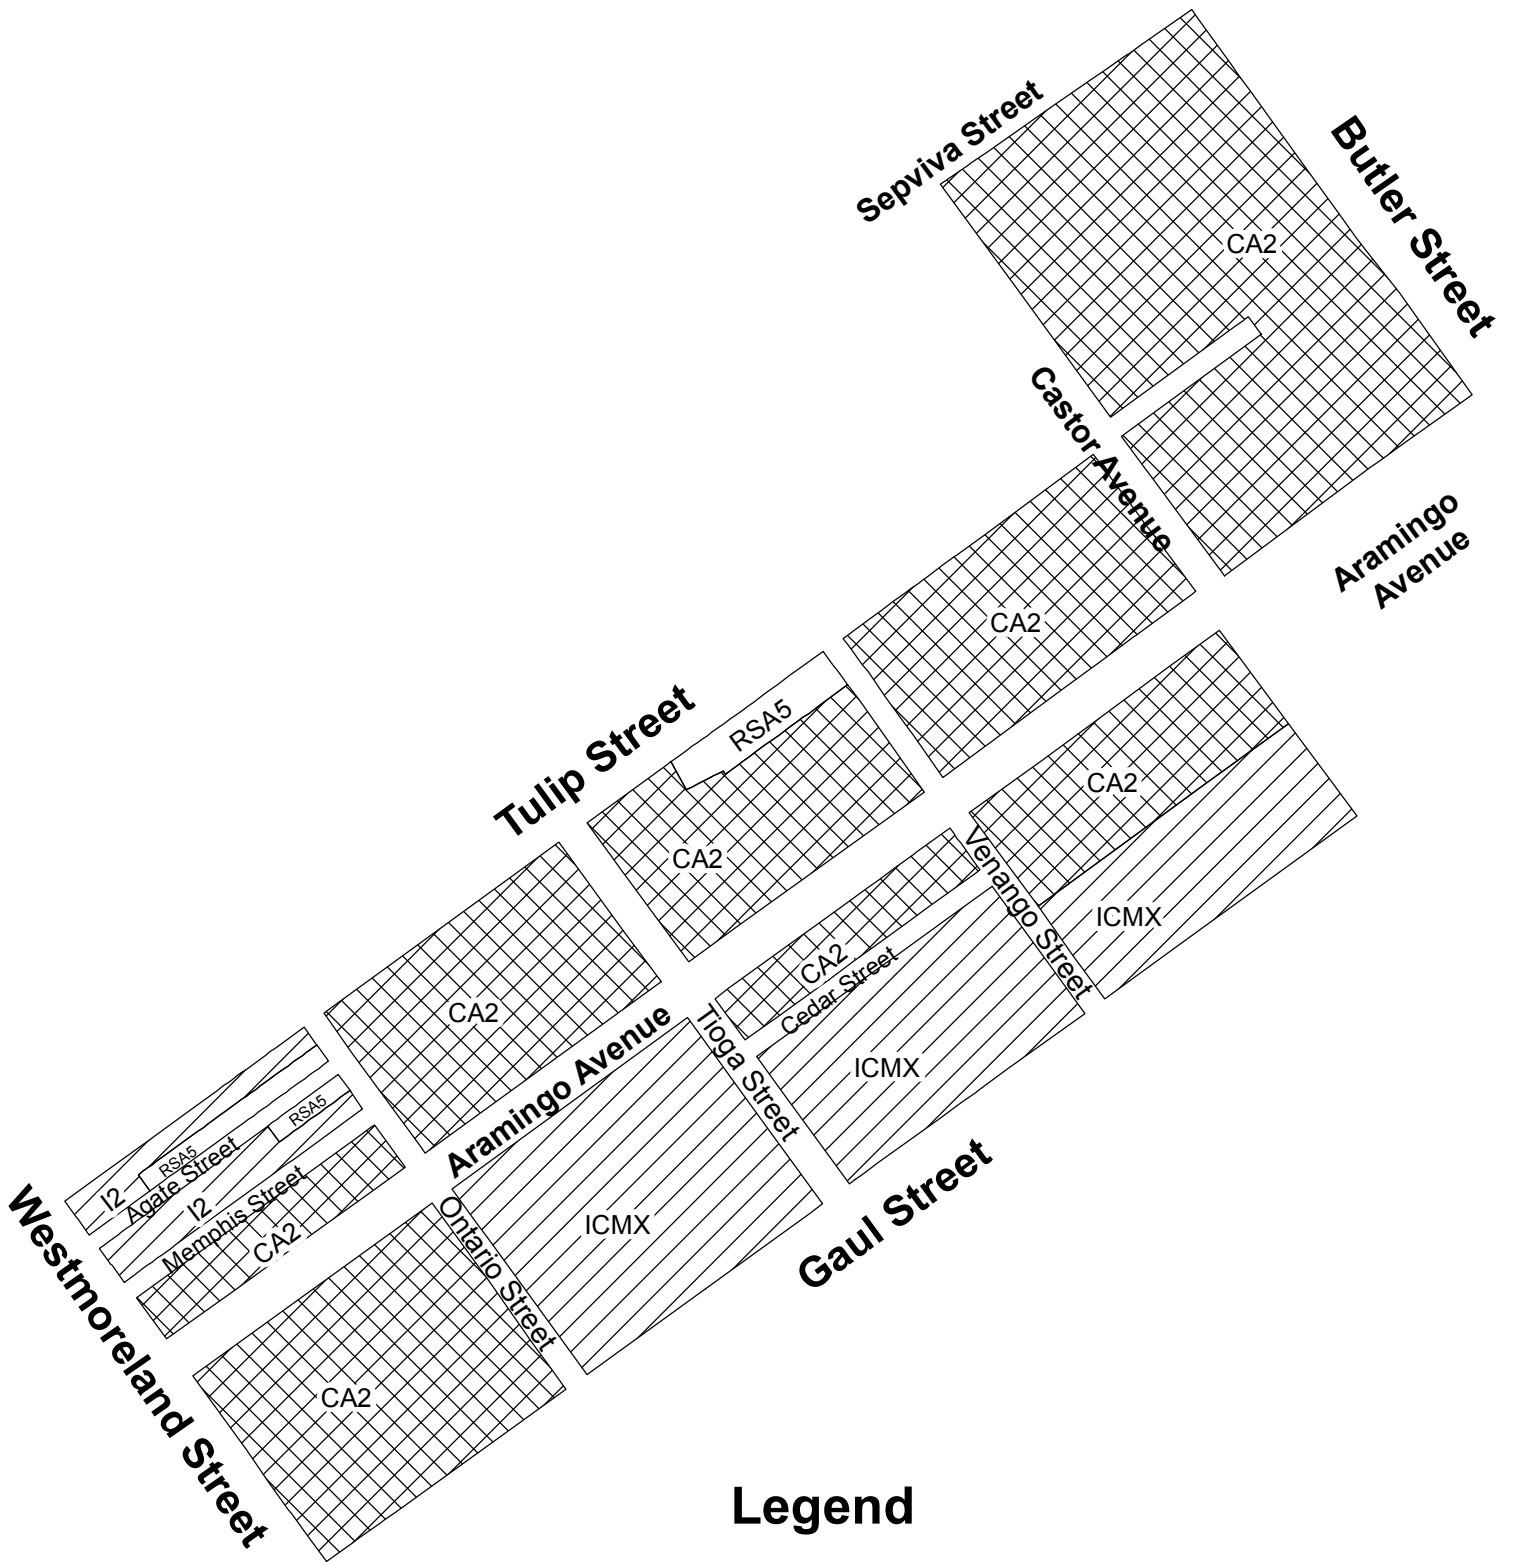 Sepviva Street
Butler Street
CA2
Castor Avenue
Aramingo
Avenue
CA2
Tulip Street
RSA5
CA2
CA2
Venango Street
ICMX
CA2
Cedar Street
CA2
Aramingo Avenue
Tioga Street
ICMX
RSA5
RSA5
Agate Street
I2
I2
Memphis Street
CA2
Westmoreland Street
Ontario Street
ICMX
Gaul Street
CA2
Legend